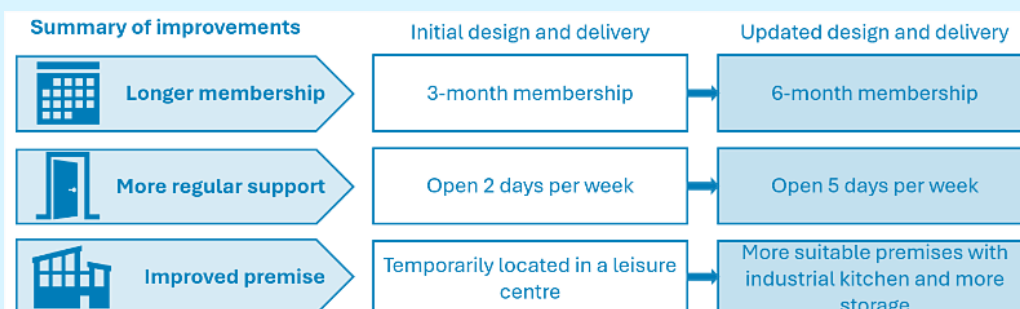 Summary of improvements
Initial design and delivery
Updated design and delivery
Longer membership
3-month membership
6-month membership
More regular support
Open 2 days per week
Open 5 days per week
Improved premise
Temporarily located in a leisure
centre
More suitable premises with
industrial kitchen and more
storage